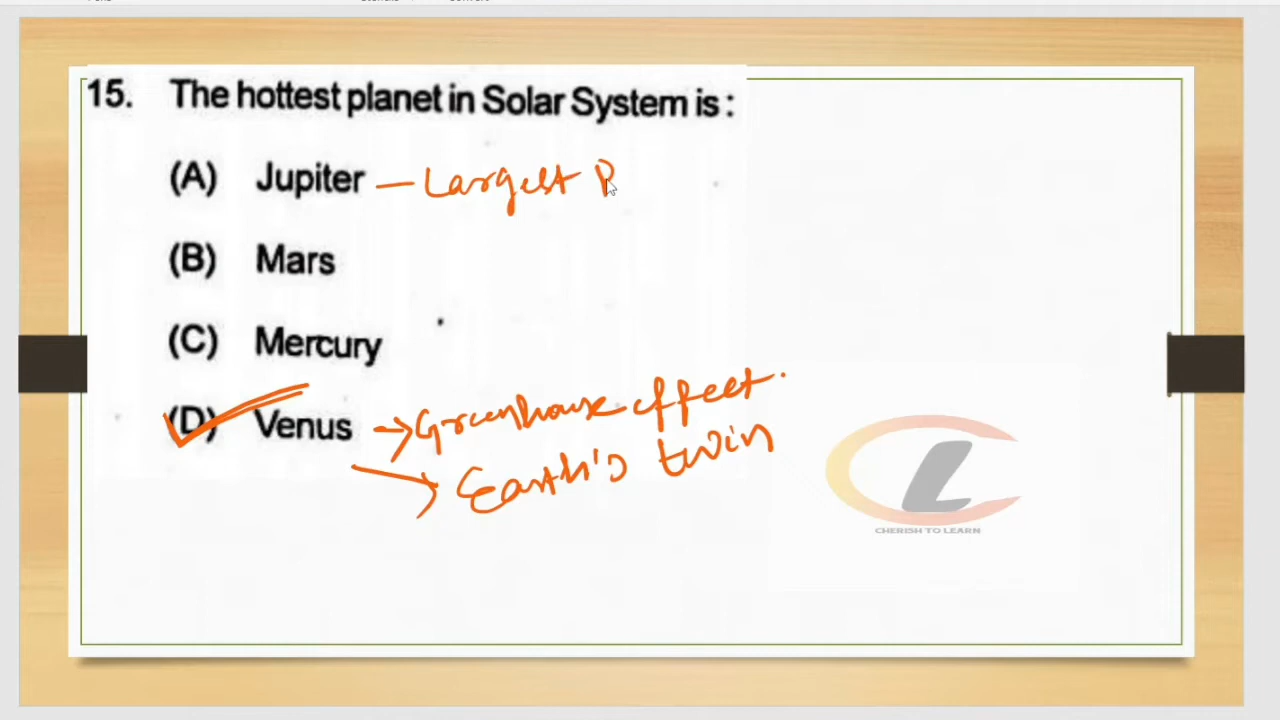 15. The hottest planet in Solar System is :
(A) Jupiter — Largest P
(B) Mars
(C) Mercury
(D) Venus → Greenhouse effect.
→ Earth's twin
CL
CHERISH TO LEARN